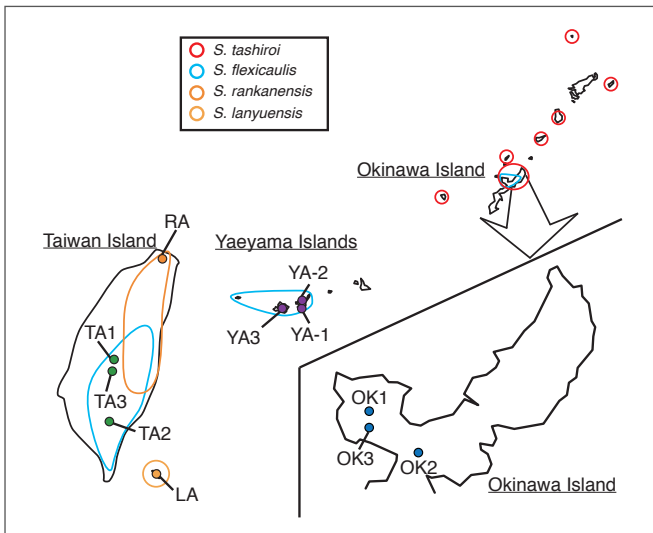 S. tashiroi
S. flexicaulis
S. rankanensis
S. lanyuensis
Okinawa Island
RA
Taiwan Island
Yaeyama Islands
YA-2
YA3
YA-1
TA1
TA3
TA2
LA
OK1
OK3
OK2
Okinawa Island